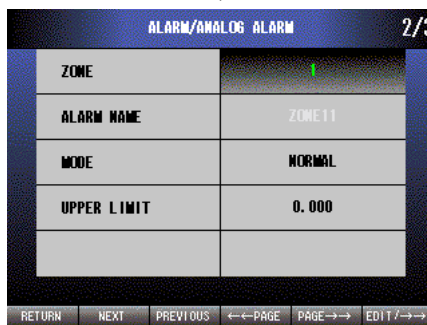 ALARM/ANALOG ALARM 2/3
ZONE 1
ALARM NAME ZONE11
MODE NORMAL
UPPER LIMIT 0.000
RETURN NEXT PREVIOUS ←←PAGE PAGE→→ EDIT/→→